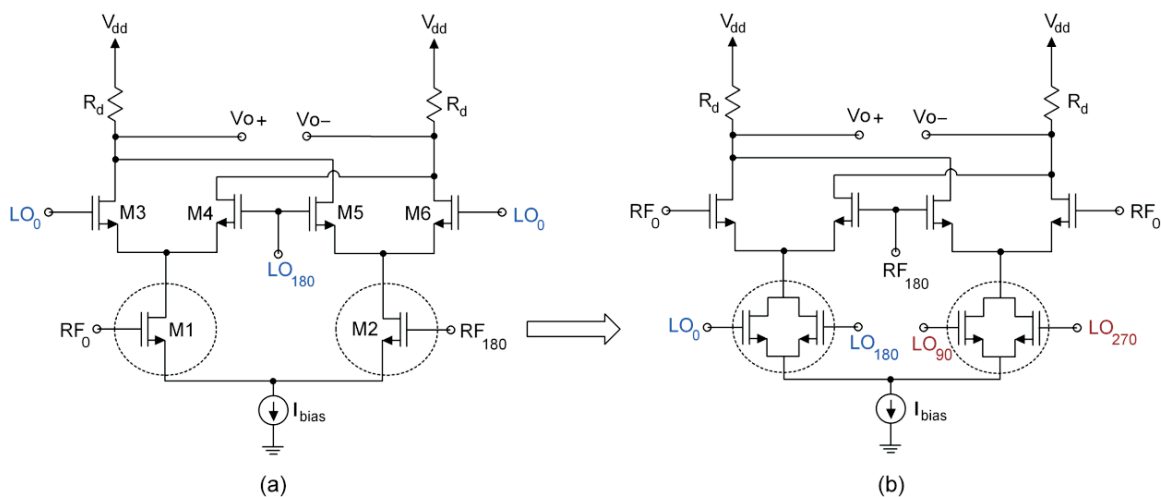 Vdd
Vdd
Vdd
Vdd
Rd
Rd
Rd
Rd
Vo+
Vo−
Vo+
Vo−
LO0
M3
M4
M5
M6
LO0
LO180
RF0
RF0
RF180
RF0
M1
M2
RF180
LO0
LO180
LO90
LO270
Ibias
Ibias
(a)
(b)